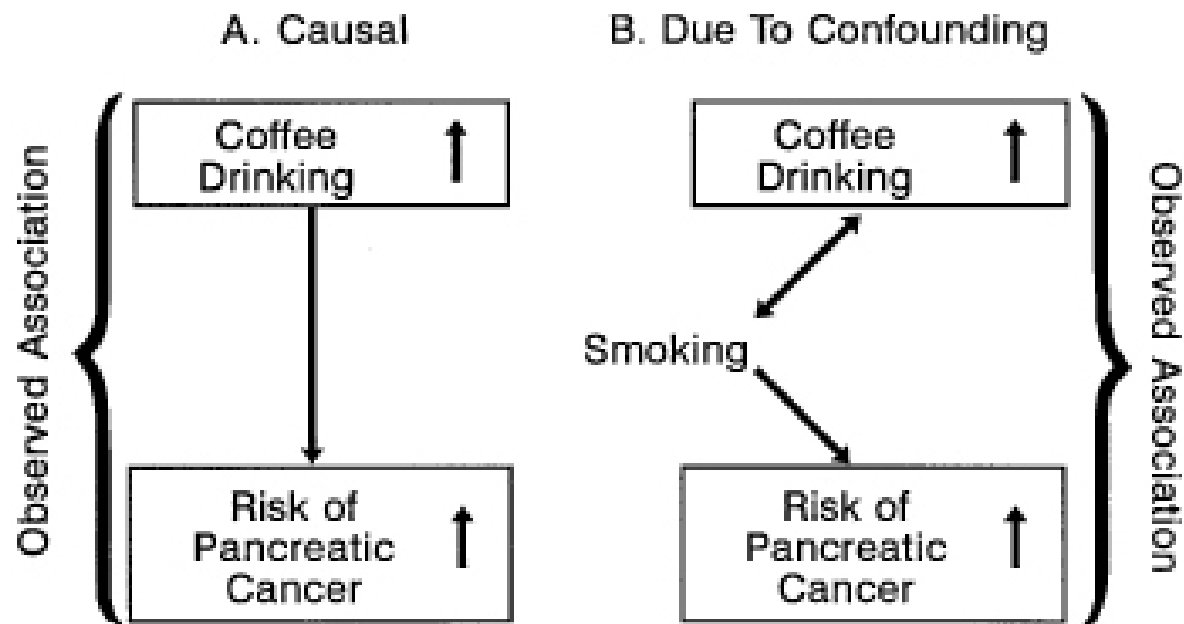 A. Causal
Observed Association
Coffee
Drinking
Risk of
Pancreatic
Cancer
B. Due To Confounding
Coffee
Drinking
Smoking
Risk of
Pancreatic
Cancer
Observed Association